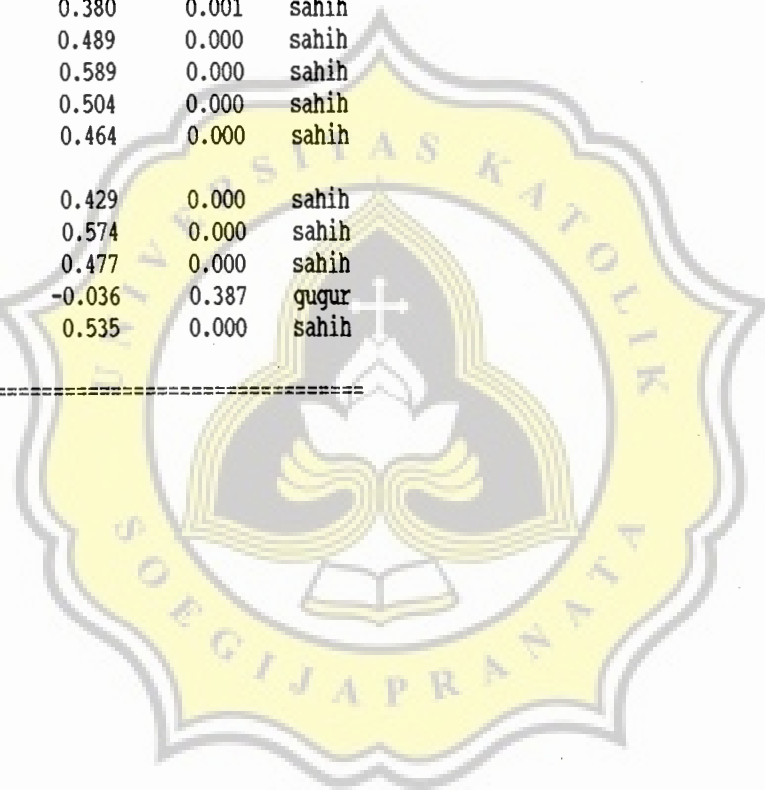 0.380 0.001 sahih
0.489 0.000 sahih
0.589 0.000 sahih
0.504 0.000 sahih
0.464 0.000 sahih
0.429 0.000 sahih
0.574 0.000 sahih
0.477 0.000 sahih
-0.036 0.387 gugur
0.535 0.000 sahih
==================================
UNIVERSITAS KATOLIK
SOEGIJAPRANATA